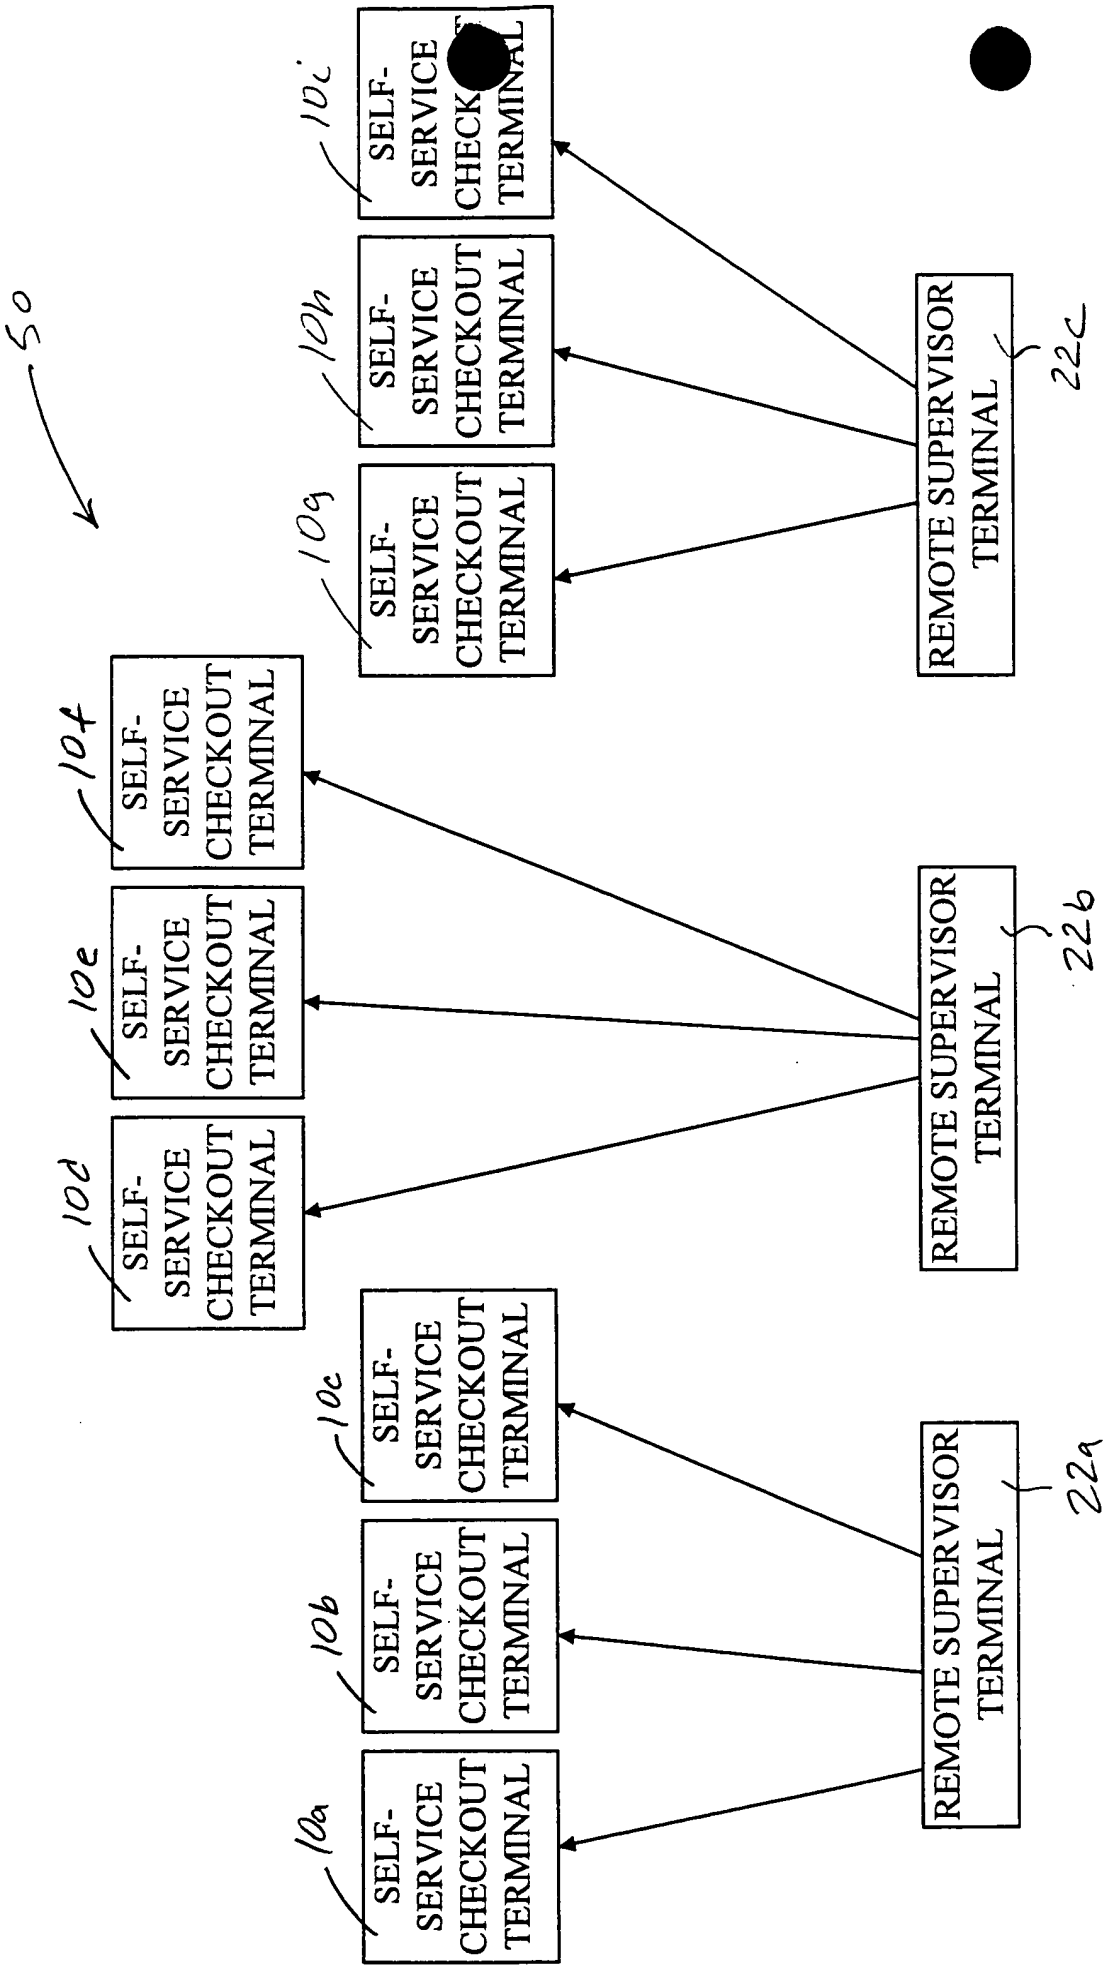 50
10a
SELF-
SERVICE
CHECKOUT
TERMINAL
10b
SELF-
SERVICE
CHECKOUT
TERMINAL
10c
SELF-
SERVICE
CHECKOUT
TERMINAL
10d
SELF-
SERVICE
CHECKOUT
TERMINAL
10e
SELF-
SERVICE
CHECKOUT
TERMINAL
10f
SELF-
SERVICE
CHECKOUT
TERMINAL
10g
SELF-
SERVICE
CHECKOUT
TERMINAL
10h
SELF-
SERVICE
CHECKOUT
TERMINAL
10i
SELF-
SERVICE
TERMINAL
REMOTE SUPERVISOR
TERMINAL
22a
REMOTE SUPERVISOR
TERMINAL
22b
REMOTE SUPERVISOR
TERMINAL
22c